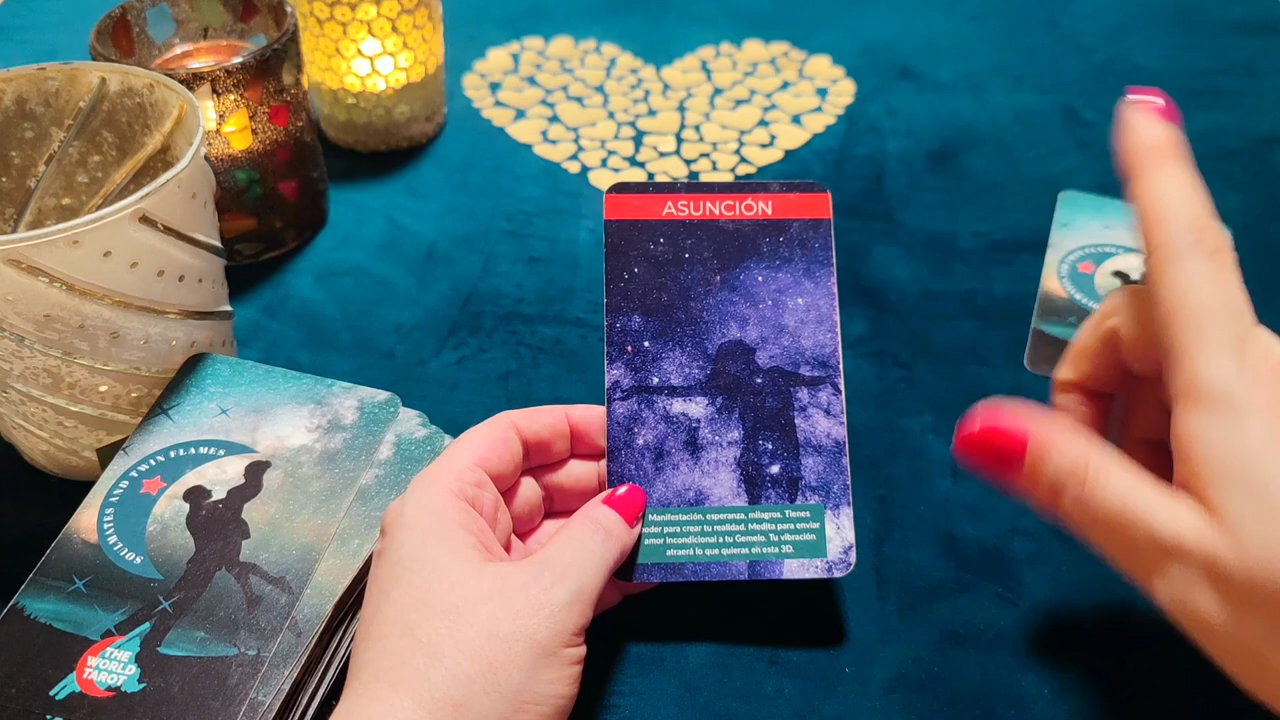 ASUNCIÓN
Manifestación, esperanza, milagros. Tienes
poder para crear tu realidad. Medita para enviar
amor incondicional a tu Gemelo. Tu vibración
atraerá lo que quieras en esta 3D.
SOULMATES AND TWIN FLAMES
THE
WORLD
TAROT